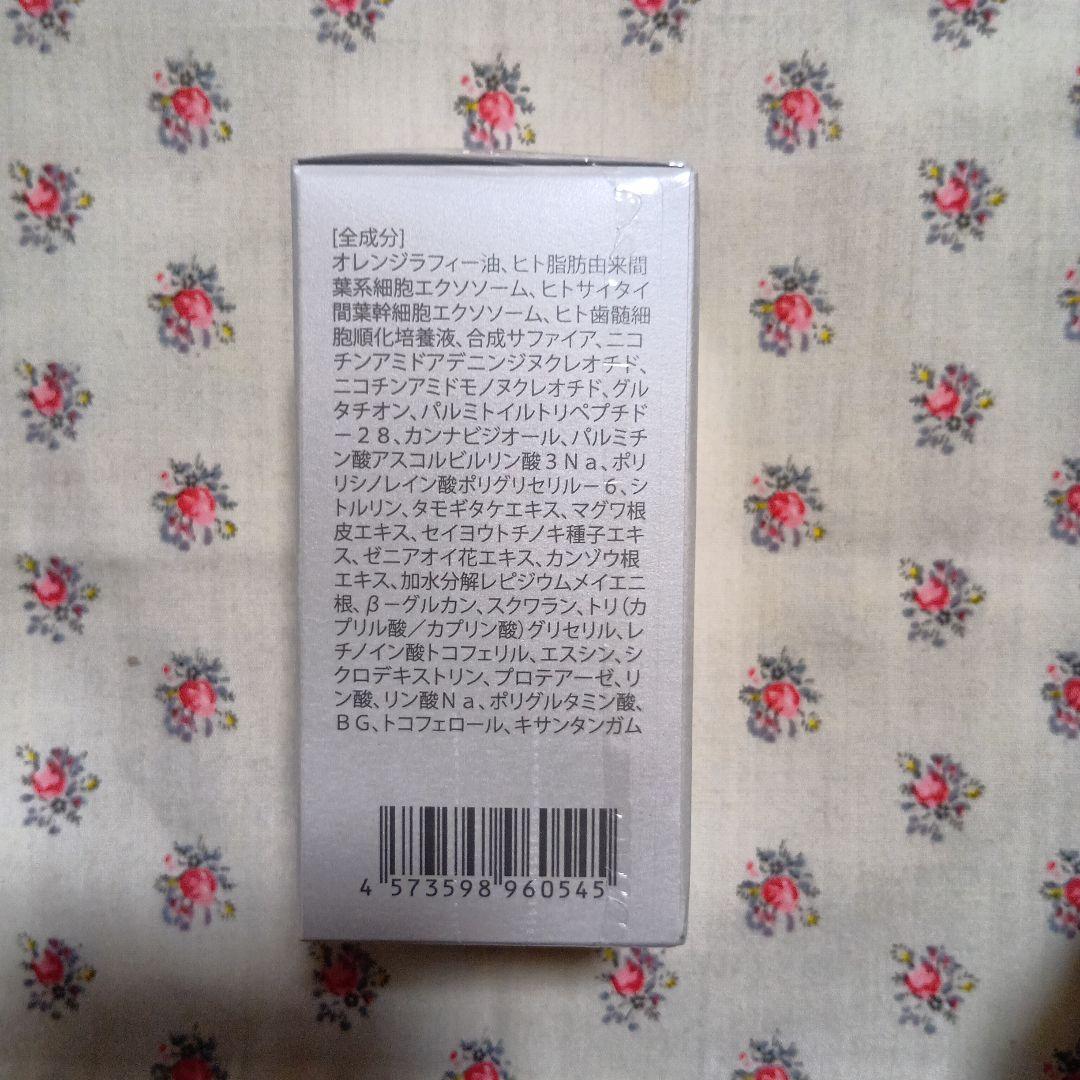 [全成分]
オレンジラフィー油、ヒト脂肪由来間
葉系細胞エクソソーム、ヒトサイタイ
間葉幹細胞エクソソーム、ヒト歯髄細
胞順化培養液、合成サファイア、ニコ
チンアミドアデニンジヌクレオチド、
ニコチンアミドモノヌクレオチド、グル
タチオン、パルミトイルトリペプチド
－２８、カンナビジオール、パルミチ
ン酸アスコルビルリン酸３Ｎａ、ポリ
リシノレイン酸ポリグリセリル－６、シ
トルリン、タモギタケエキス、マグワ根
皮エキス、セイヨウトチノキ種子エキ
ス、ゼニアオイ花エキス、カンゾウ根
エキス、加水分解レピジウムメイエニ
根、β－グルカン、スクワラン、トリ（カ
プリル酸／カプリン酸）グリセリル、レ
チノイン酸トコフェリル、エスシン、シ
クロデキストリン、プロテアーゼ、リ
ン酸、リン酸Ｎａ、ポリグルタミン酸、
ＢＧ、トコフェロール、キサンタンガム
4 573598 960545